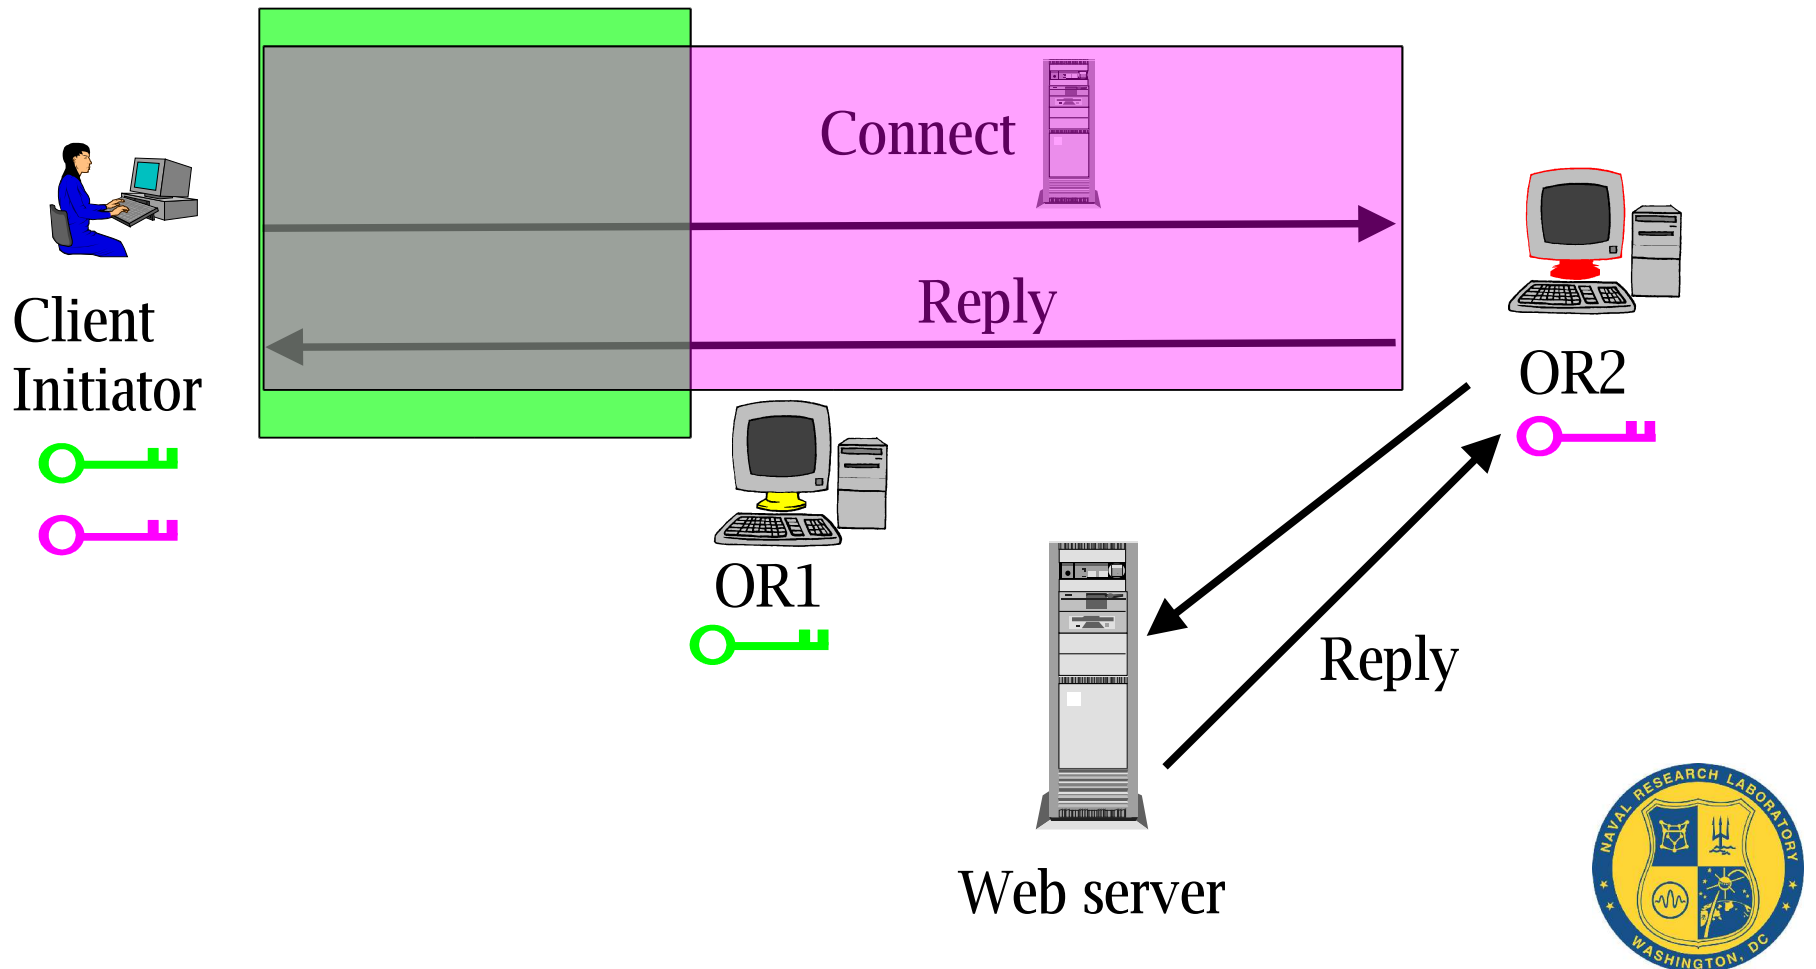 Connect
Reply
Client
Initiator
OR2
OR1
Reply
Web server
NAVAL RESEARCH LABORATORY
WASHINGTON, DC